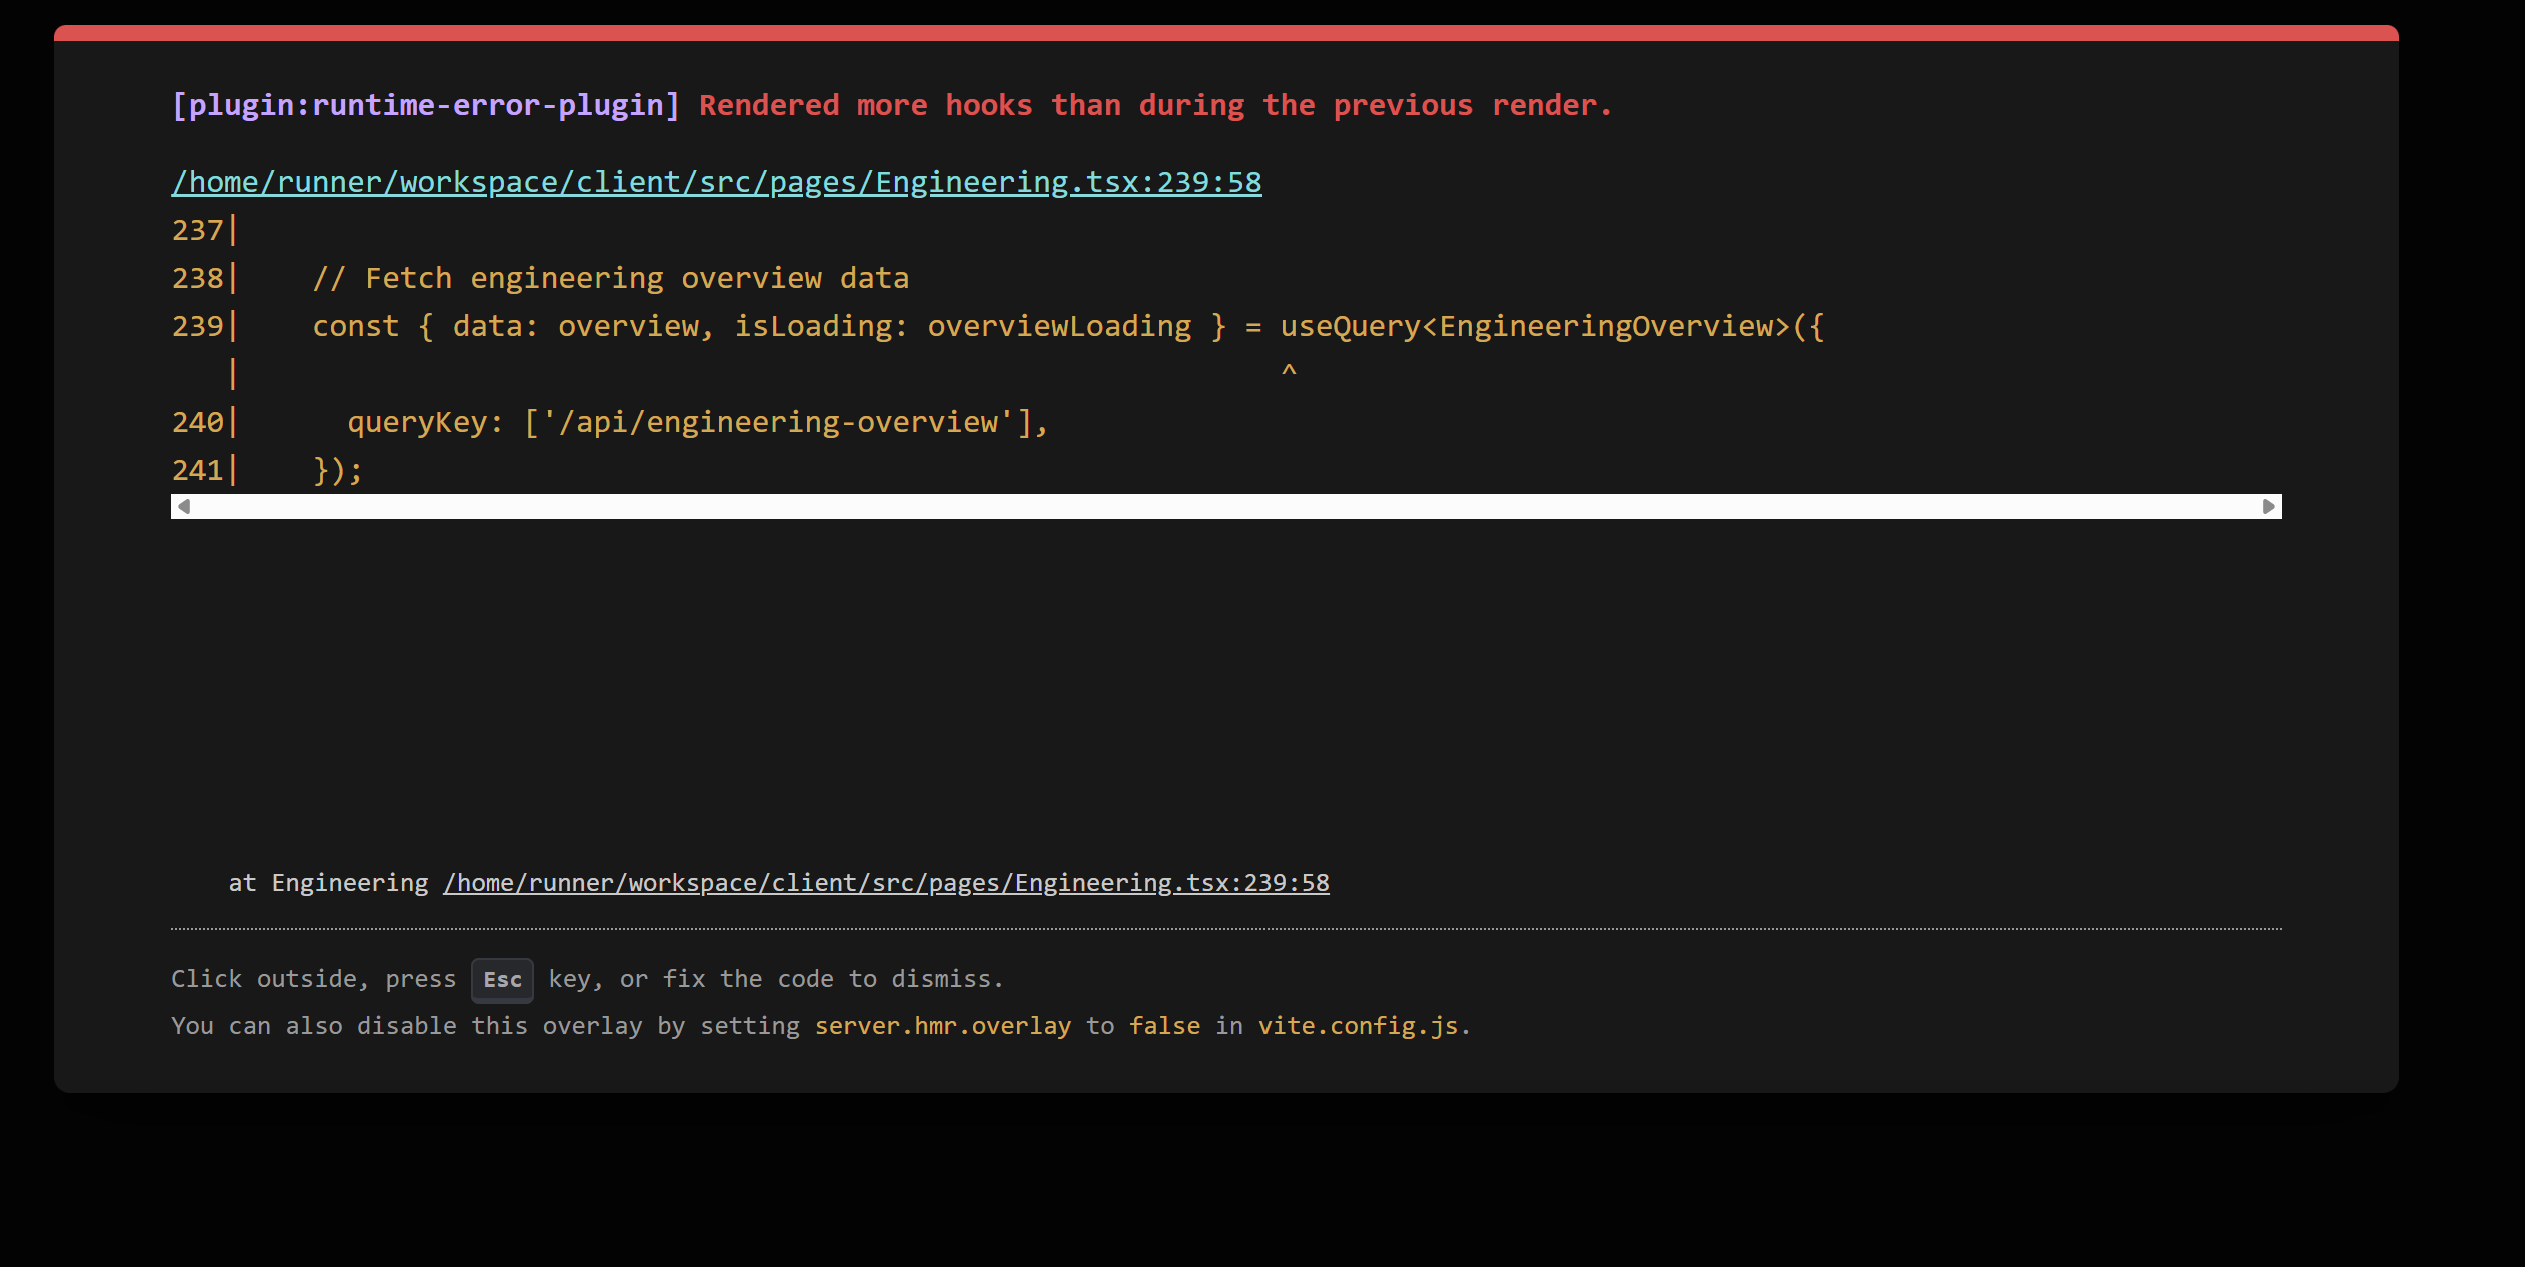 [plugin:runtime-error-plugin] Rendered more hooks than during the previous render.
/home/runner/workspace/client/src/pages/Engineering.tsx:239:58
237|
238|    // Fetch engineering overview data
239|    const { data: overview, isLoading: overviewLoading } = useQuery<EngineeringOverview>({
   |                                                           ^
240|      queryKey: ['/api/engineering-overview'],
241|    });
at Engineering /home/runner/workspace/client/src/pages/Engineering.tsx:239:58
Click outside, press Esc key, or fix the code to dismiss.
You can also disable this overlay by setting server.hmr.overlay to false in vite.config.js.